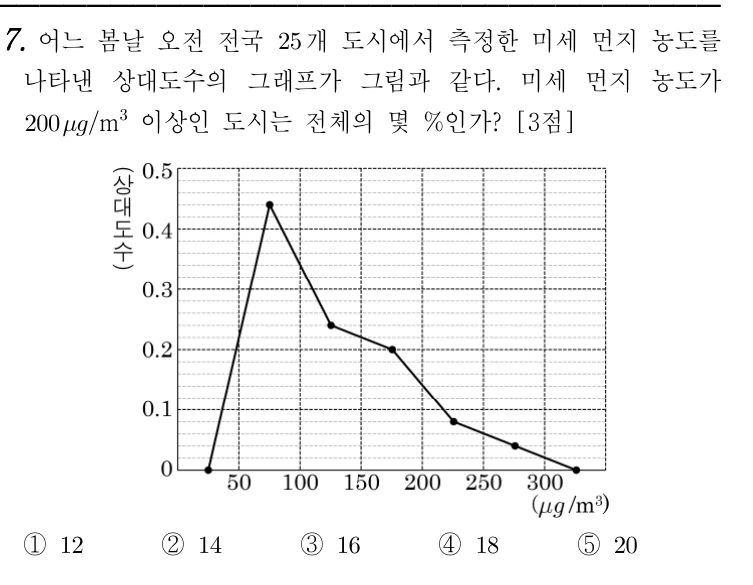 7. 어느 봄날 오전 전국 25개 도시에서 측정한 미세 먼지 농도를
나타낸 상대도수의 그래프가 그림과 같다. 미세 먼지 농도가
200μg/m³ 이상인 도시는 전체의 몇 %인가? [3점]
(상대도수)
0.5
0.4
0.3
0.2
0.1
0
50 100 150 200 250 300
(μg/m³)
① 12 ② 14 ③ 16 ④ 18 ⑤ 20